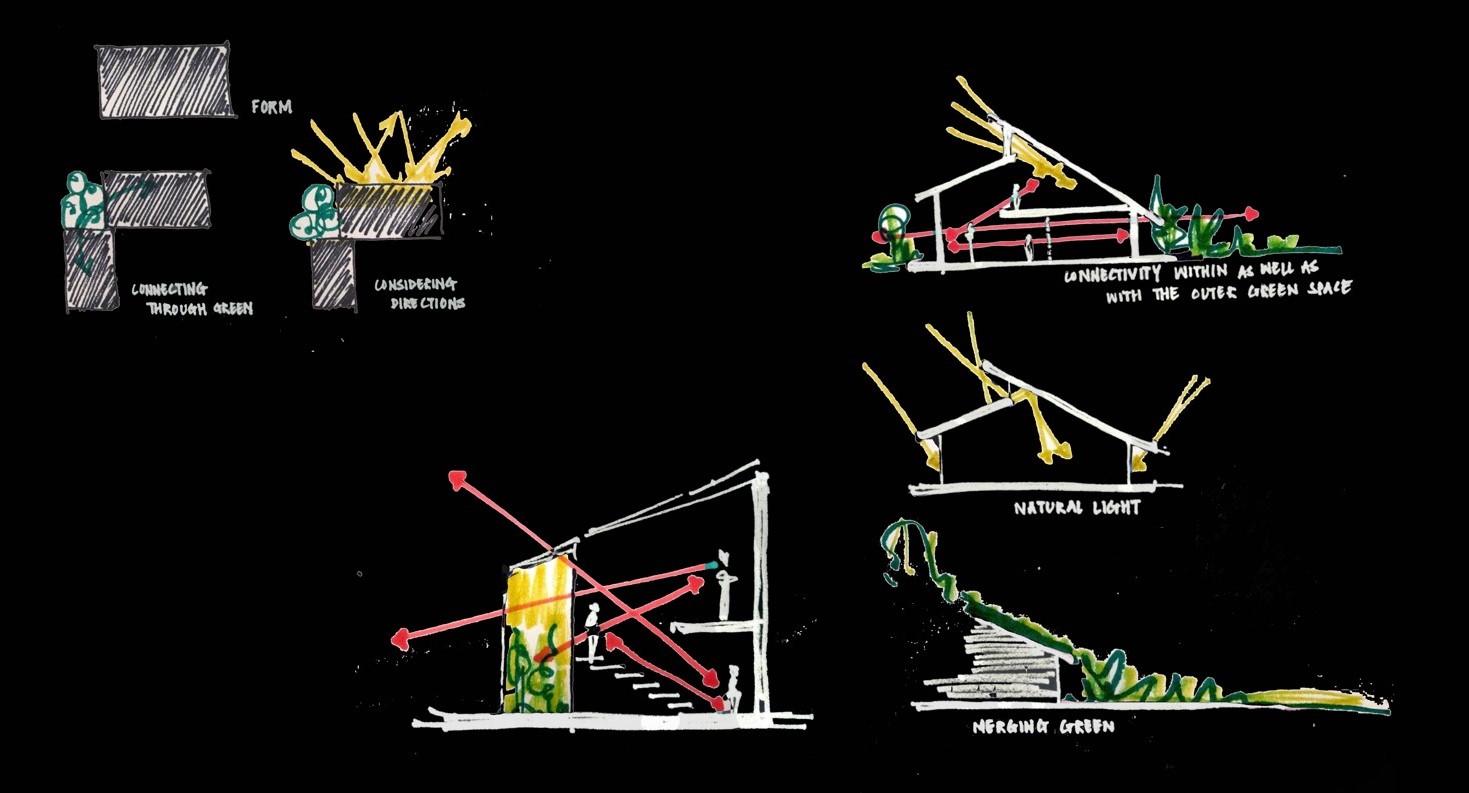 FORM
CONNECTING
THROUGH GREEN
CONSIDERING
DIRECTIONS
CONNECTIVITY WITHIN AS WELL AS
WITH THE OUTER GREEN SPACE
NATURAL LIGHT
MERGING GREEN